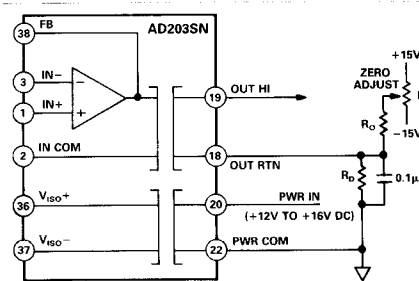 38 FB
AD203SN
3 IN−
1 IN+
2 IN COM
36 VISO+
37 VISO−
19 OUT HI
18 OUT RTN
20 PWR IN
(+12V TO +16V DC)
22 PWR COM
+15V
ZERO
ADJUST
−15V
RO
RD
0.1μ